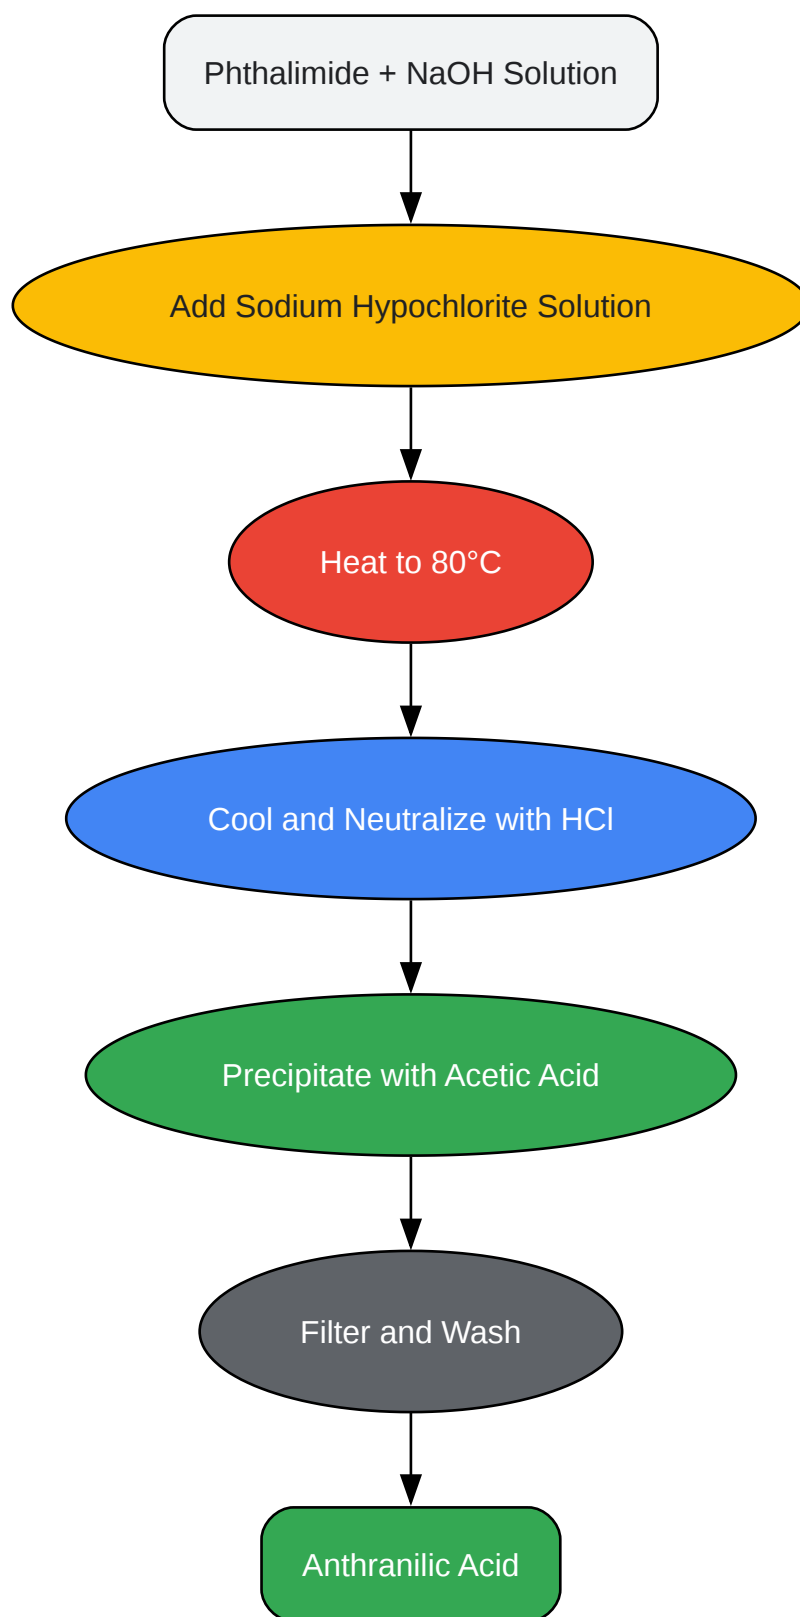 Phthalimide + NaOH Solution
Add Sodium Hypochlorite Solution
Heat to 80°C
Cool and Neutralize with HCl
Precipitate with Acetic Acid
Filter and Wash
Anthranilic Acid